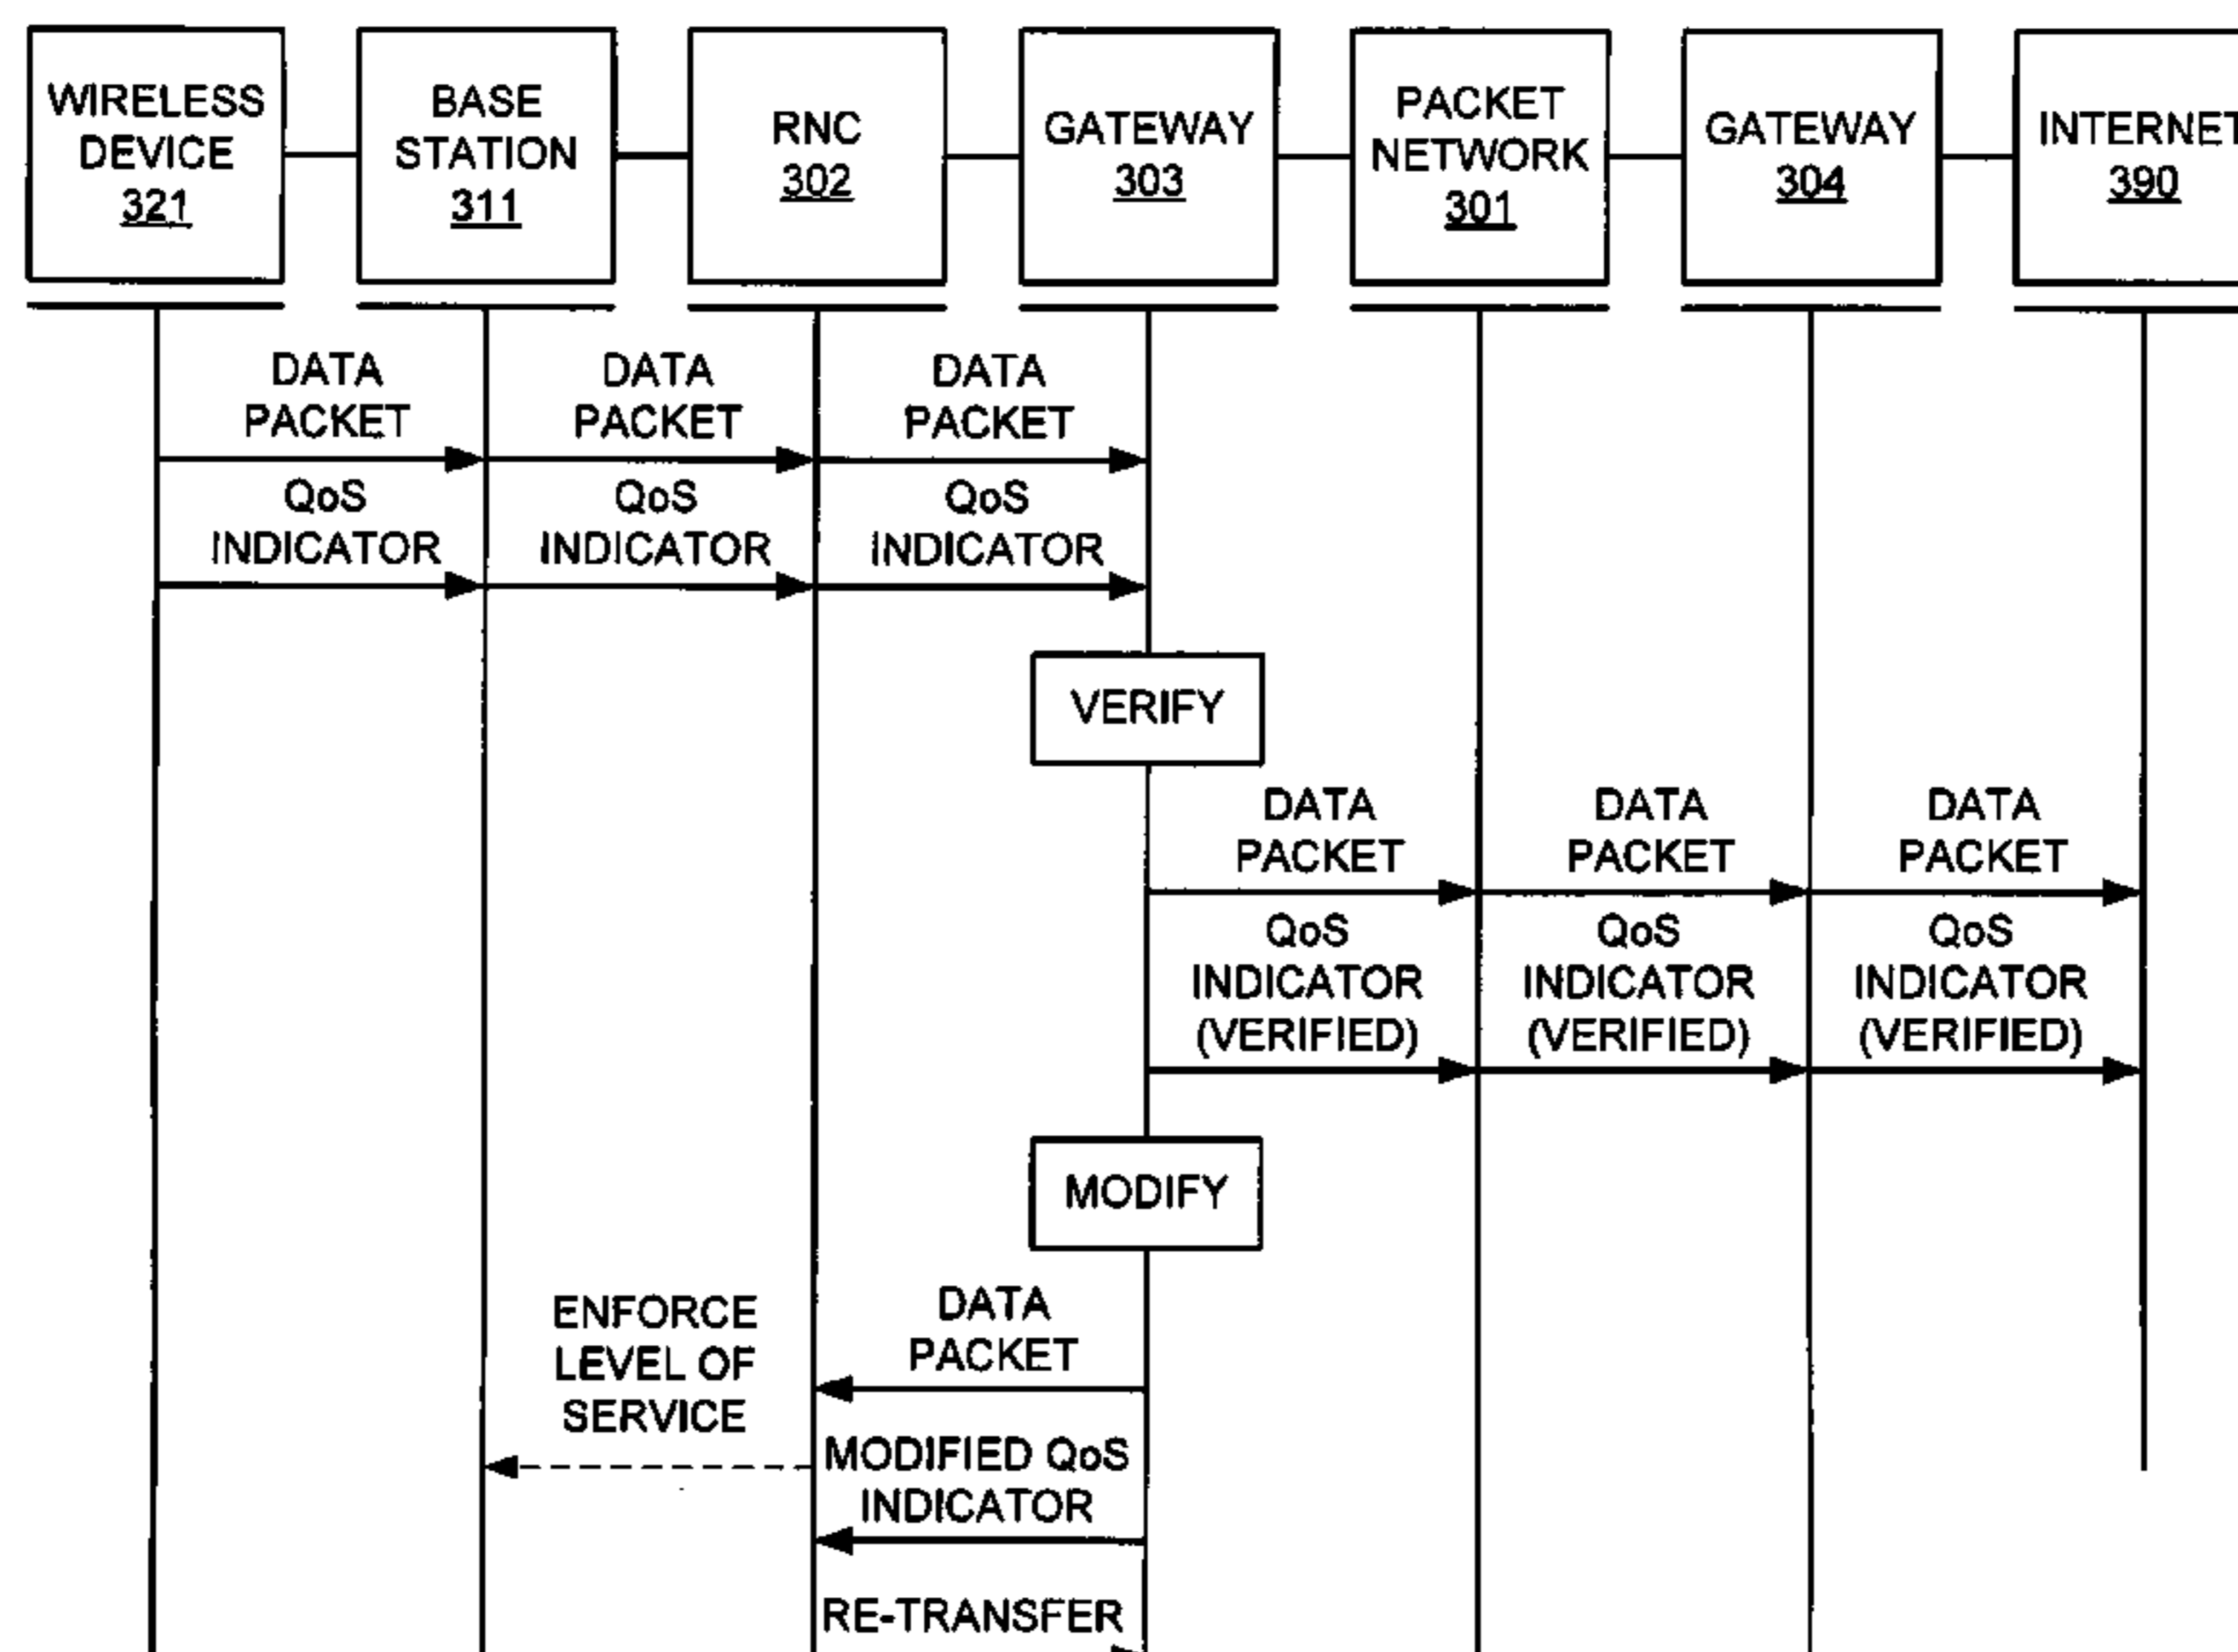 WIRELESS
DEVICE
321
BASE
STATION
311
RNC
302
GATEWAY
303
PACKET
NETWORK
301
GATEWAY
304
INTERNET
390
DATA
PACKET
DATA
PACKET
DATA
PACKET
QoS
INDICATOR
QoS
INDICATOR
QoS
INDICATOR
VERIFY
DATA
PACKET
DATA
PACKET
DATA
PACKET
QoS
INDICATOR
(VERIFIED)
QoS
INDICATOR
(VERIFIED)
QoS
INDICATOR
(VERIFIED)
MODIFY
ENFORCE
LEVEL OF
SERVICE
DATA
PACKET
MODIFIED QoS
INDICATOR
RE-TRANSFER